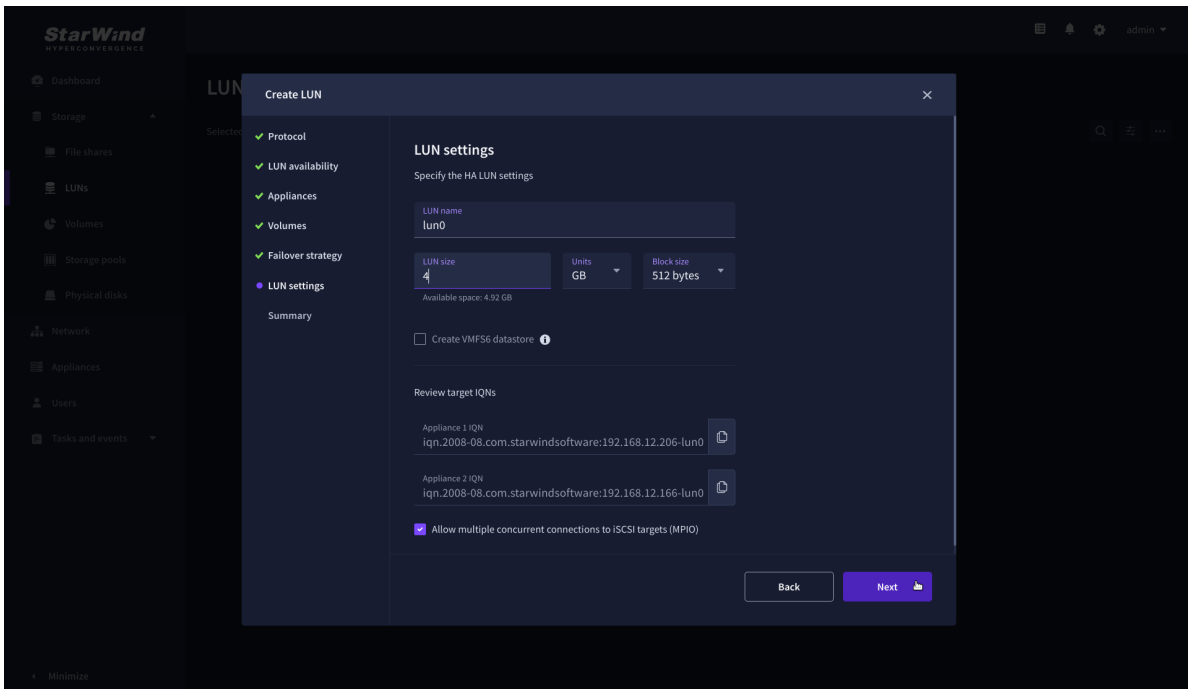 StarWind
HYPERCONVERGENCE
admin
Dashboard
Storage
File shares
LUNs
Volumes
Storage pools
Physical disks
Network
Appliances
Users
Tasks and events
Minimize
LUN
Selected
Create LUN
Protocol
LUN availability
Appliances
Volumes
Failover strategy
LUN settings
Summary
LUN settings
Specify the HA LUN settings
LUN name
lun0
LUN size
4
Units
GB
Block size
512 bytes
Available space: 4.92 GB
Create VMFS6 datastore
Review target IQNs
Appliance 1 IQN
iqn.2008-08.com.starwindsoftware:192.168.12.206-lun0
Appliance 2 IQN
iqn.2008-08.com.starwindsoftware:192.168.12.166-lun0
Allow multiple concurrent connections to iSCSI targets (MPIO)
Back
Next